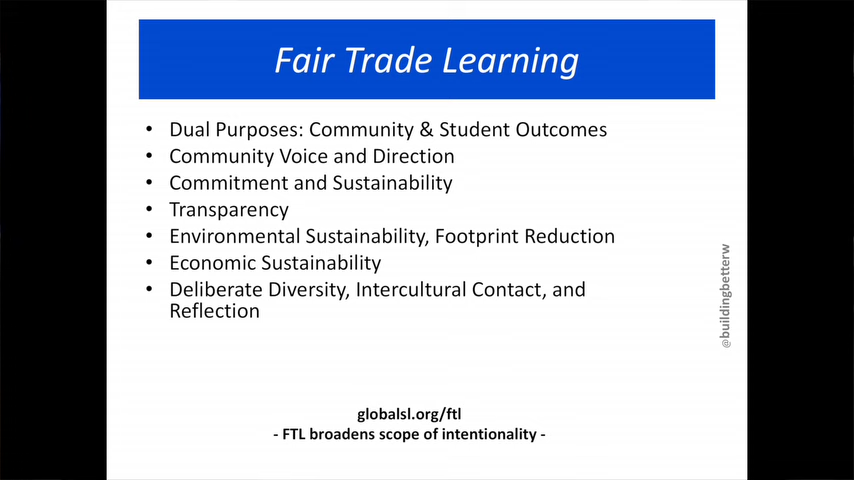 Fair Trade Learning
• Dual Purposes: Community & Student Outcomes
• Community Voice and Direction
• Commitment and Sustainability
• Transparency
• Environmental Sustainability, Footprint Reduction
• Economic Sustainability
• Deliberate Diversity, Intercultural Contact, and
Reflection
@buildingbetterw
globalsl.org/ftl
- FTL broadens scope of intentionality -